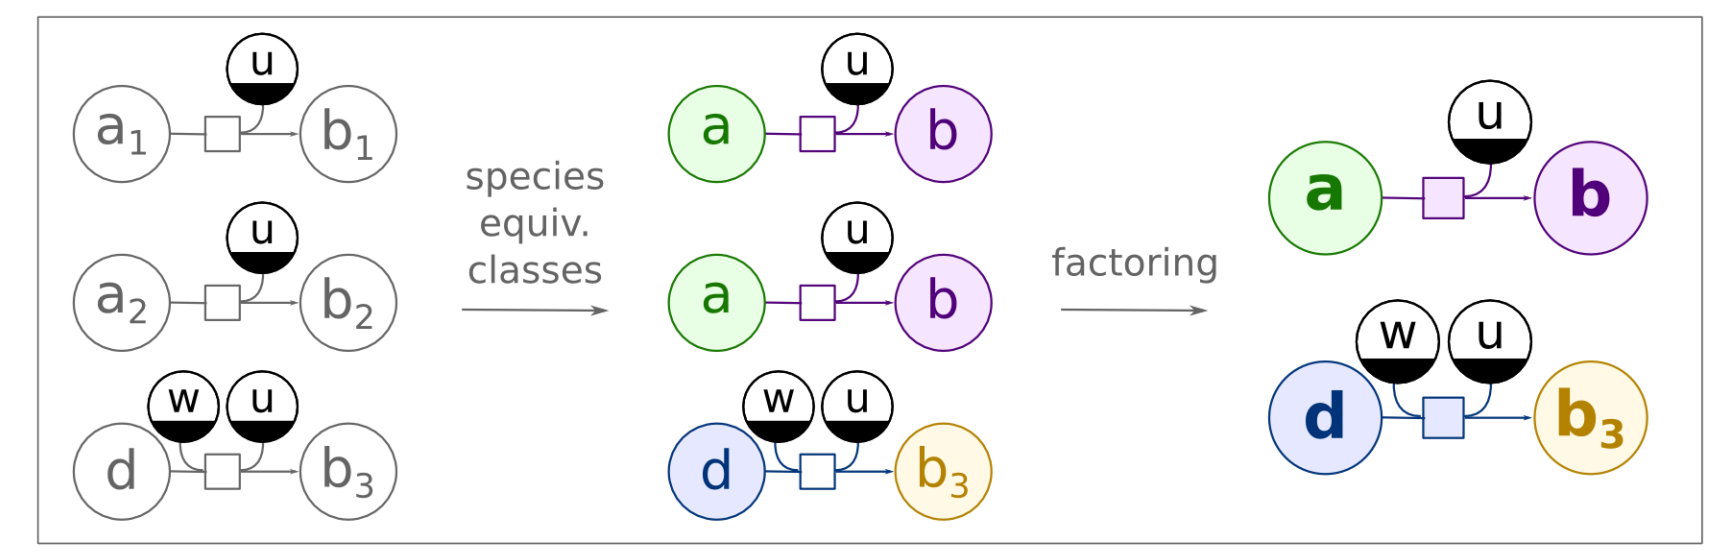 u
a₁ b₁
u
a₂ b₂
w u
d b₃
species
equiv.
classes
u
a b
u
a b
w u
d b₃
factoring
u
a b
w u
d b₃